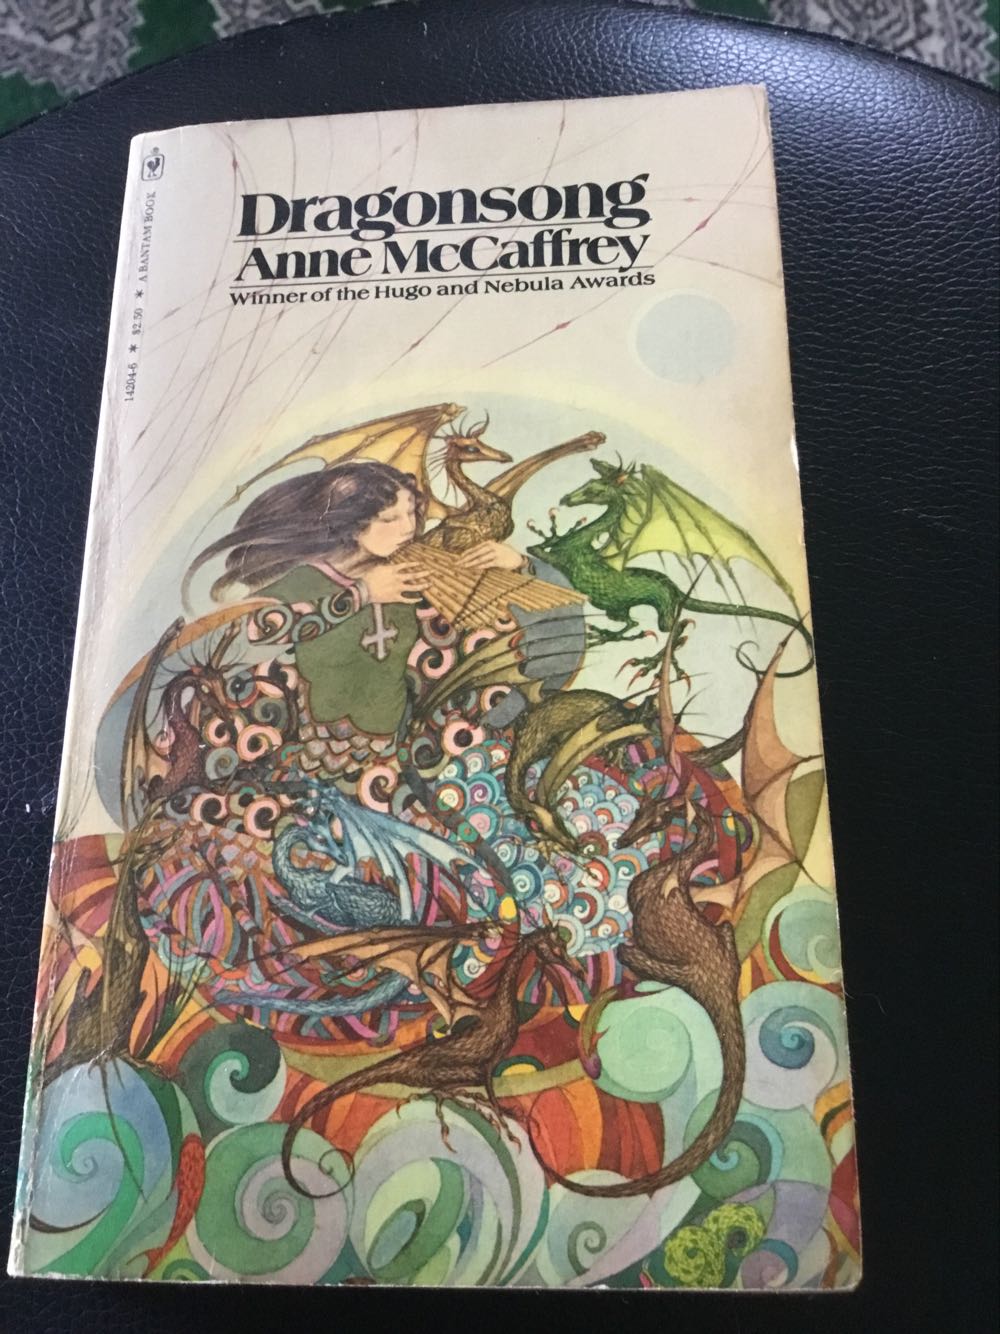 Dragonsong
Anne McCaffrey
Winner of the Hugo and Nebula Awards
14204-6 * $2.50 * A BANTAM BOOK